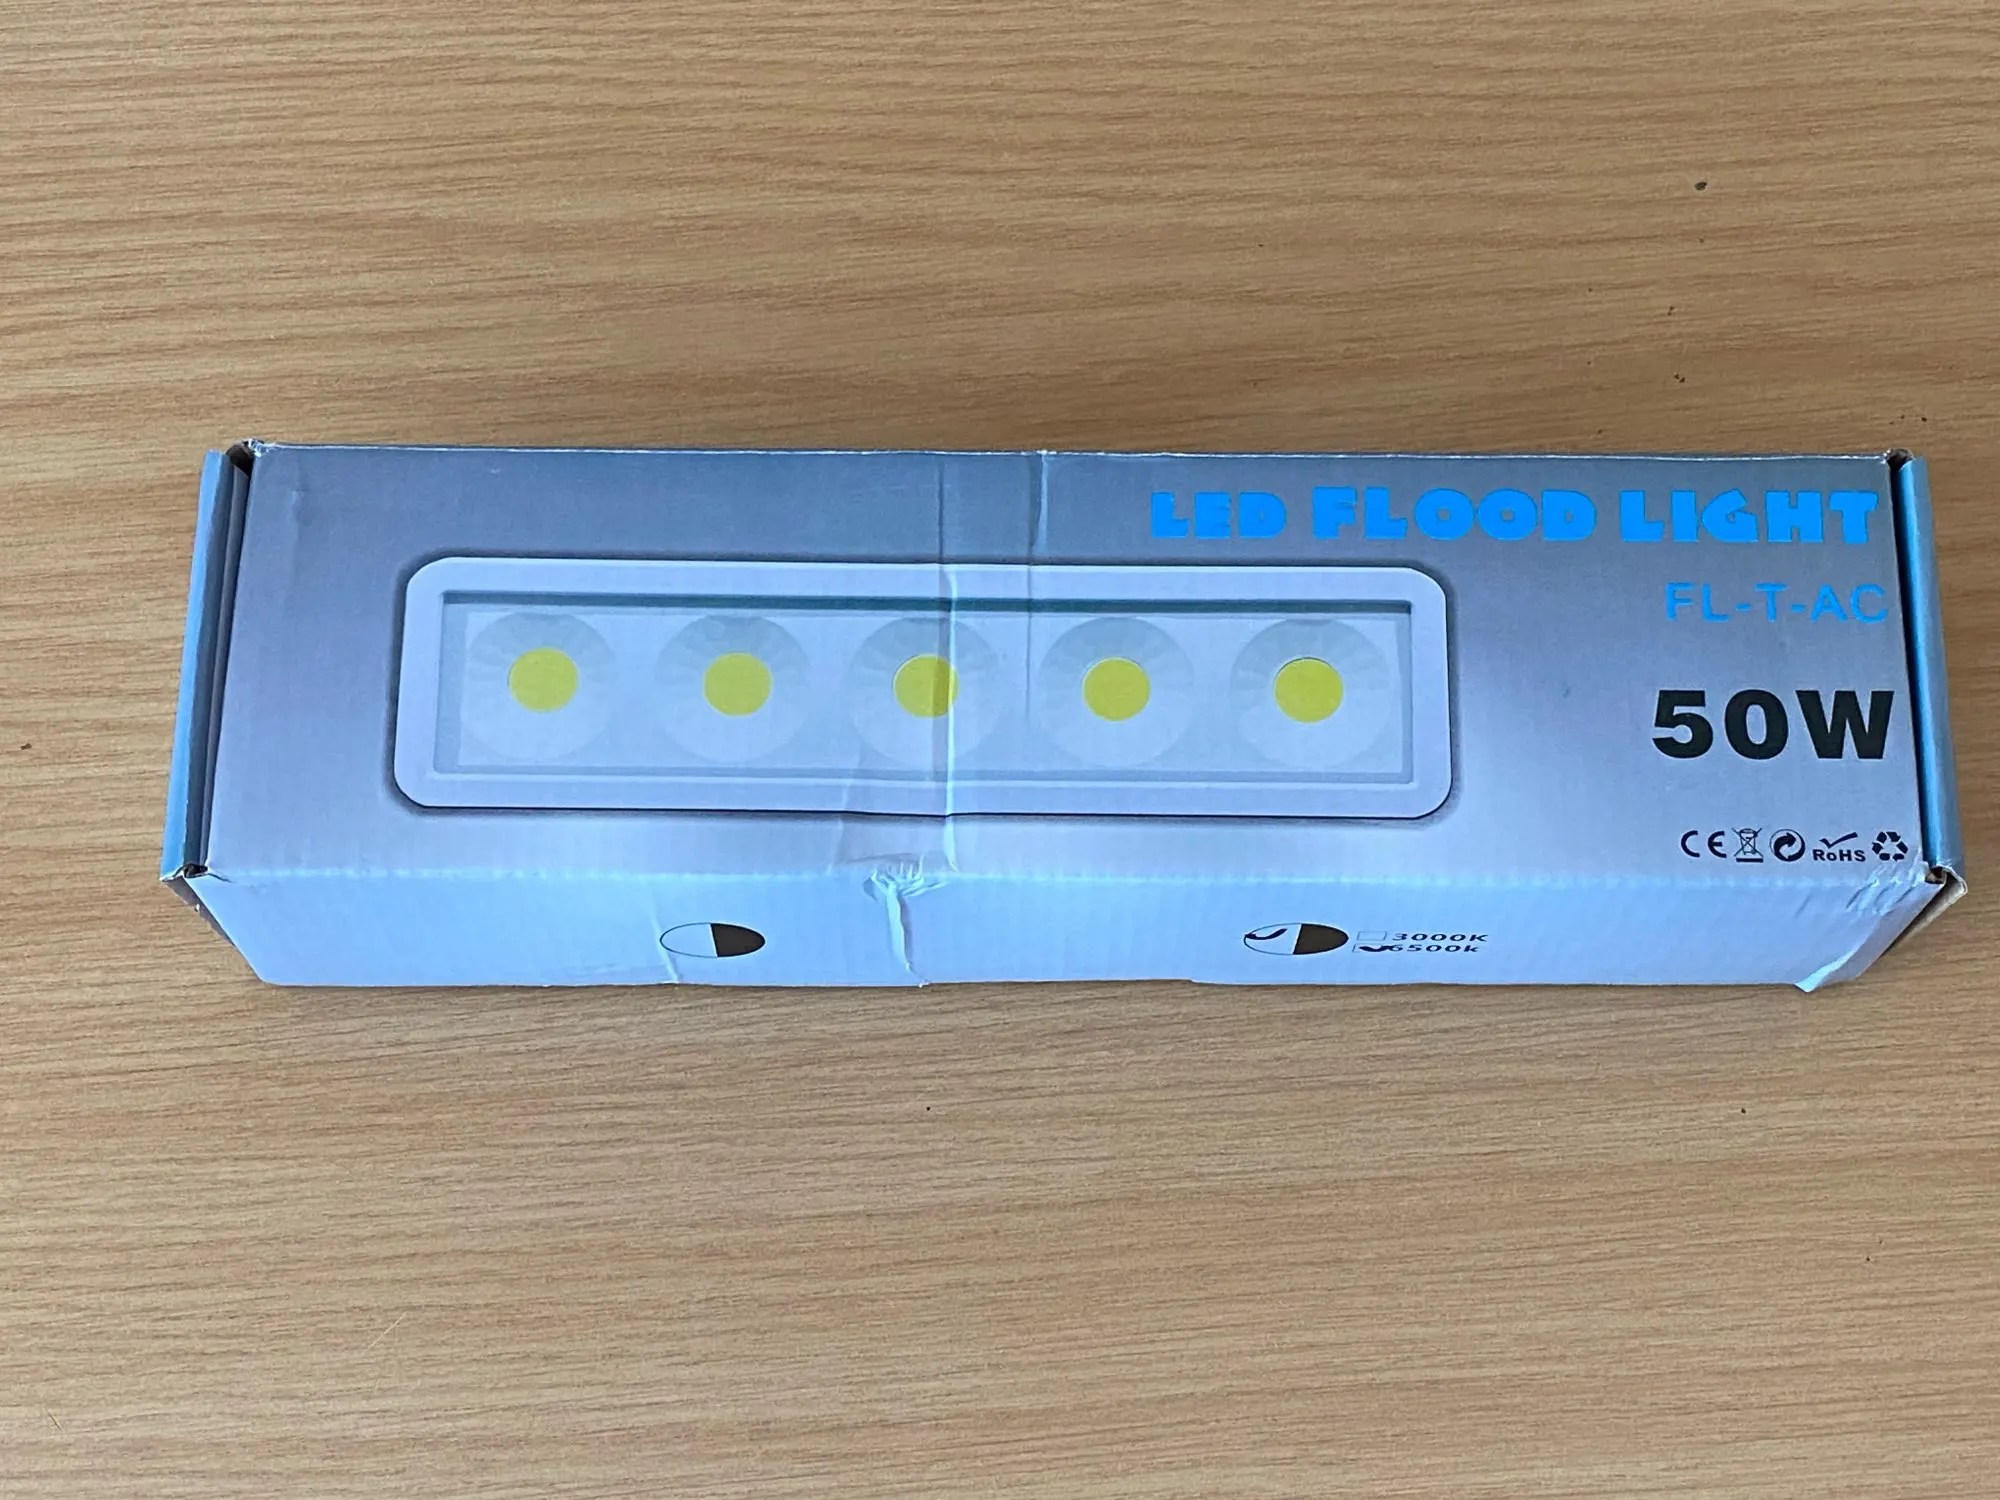 LED FLOOD LIGHT
FL-T-AC
50W
CE
RoHS
3000K
6500k